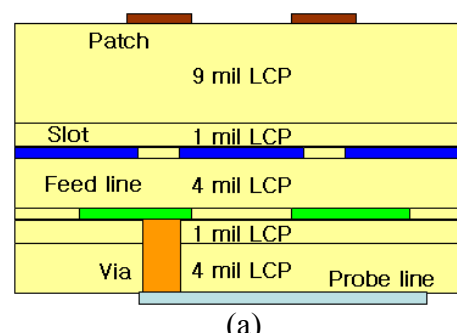 Patch
9 mil LCP
Slot
1 mil LCP
Feed line
4 mil LCP
1 mil LCP
Via
4 mil LCP
Probe line
(a)